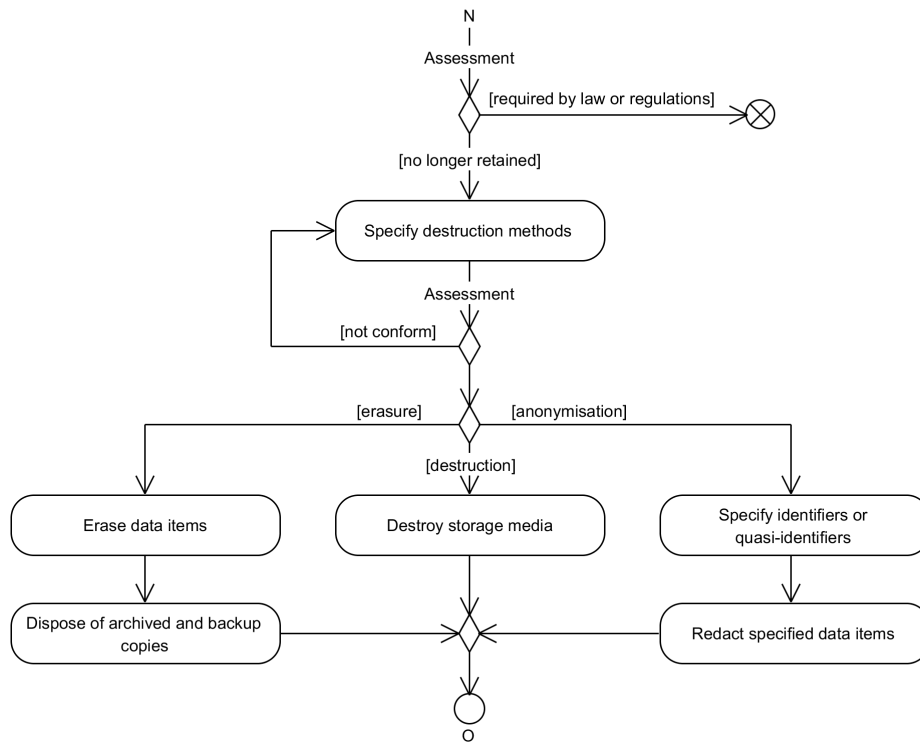 N
Assessment
[required by law or regulations]
[no longer retained]
Specify destruction methods
Assessment
[not conform]
[erasure]
[anonymisation]
[destruction]
Erase data items
Destroy storage media
Specify identifiers or
quasi-identifiers
Dispose of archived and backup
copies
Redact specified data items
O